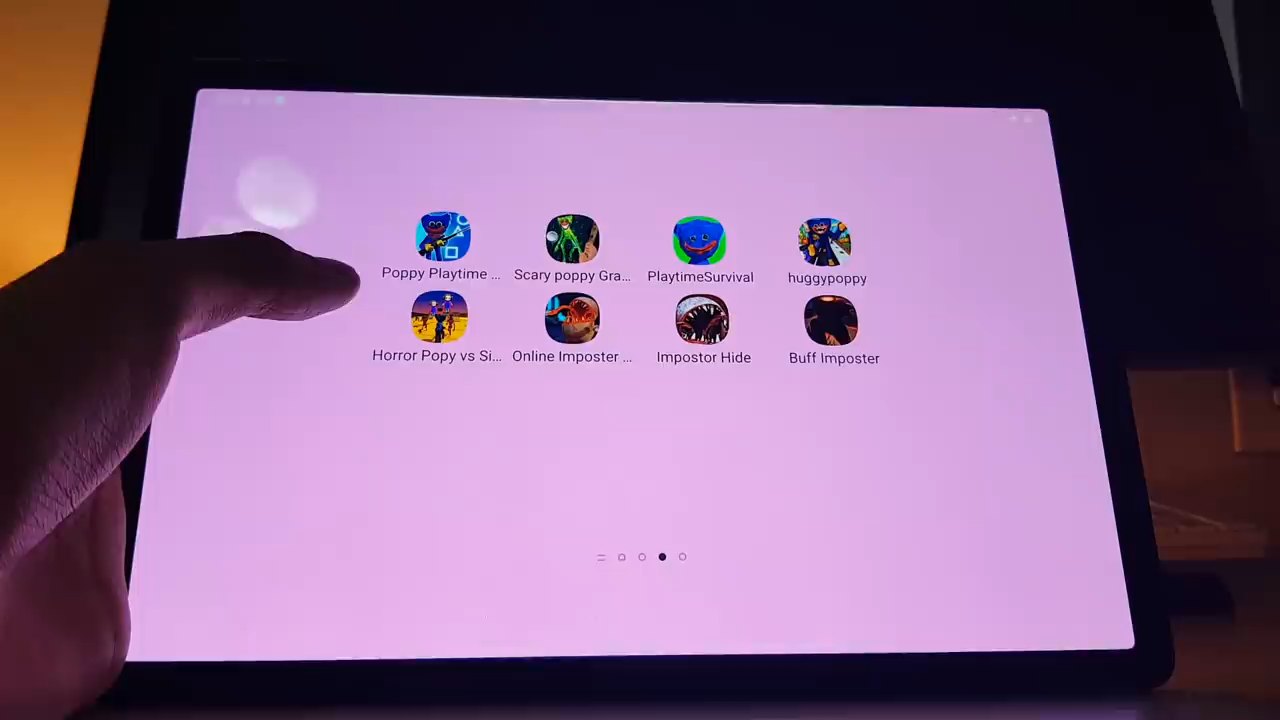 Poppy Playtime ...
Scary poppy Gra...
PlaytimeSurvival
huggypoppy
Horror Popy vs Si...
Online Imposter ...
Impostor Hide
Buff Imposter